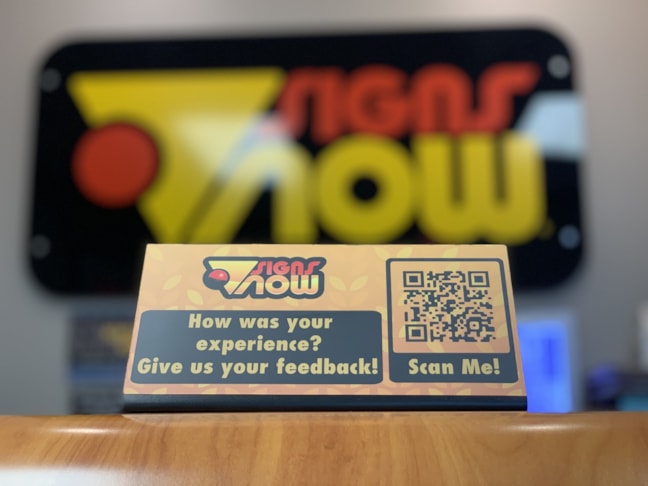 SIGNS
NOW
SIGNS
NOW
How was your
experience?
Give us your feedback!
Scan Me!